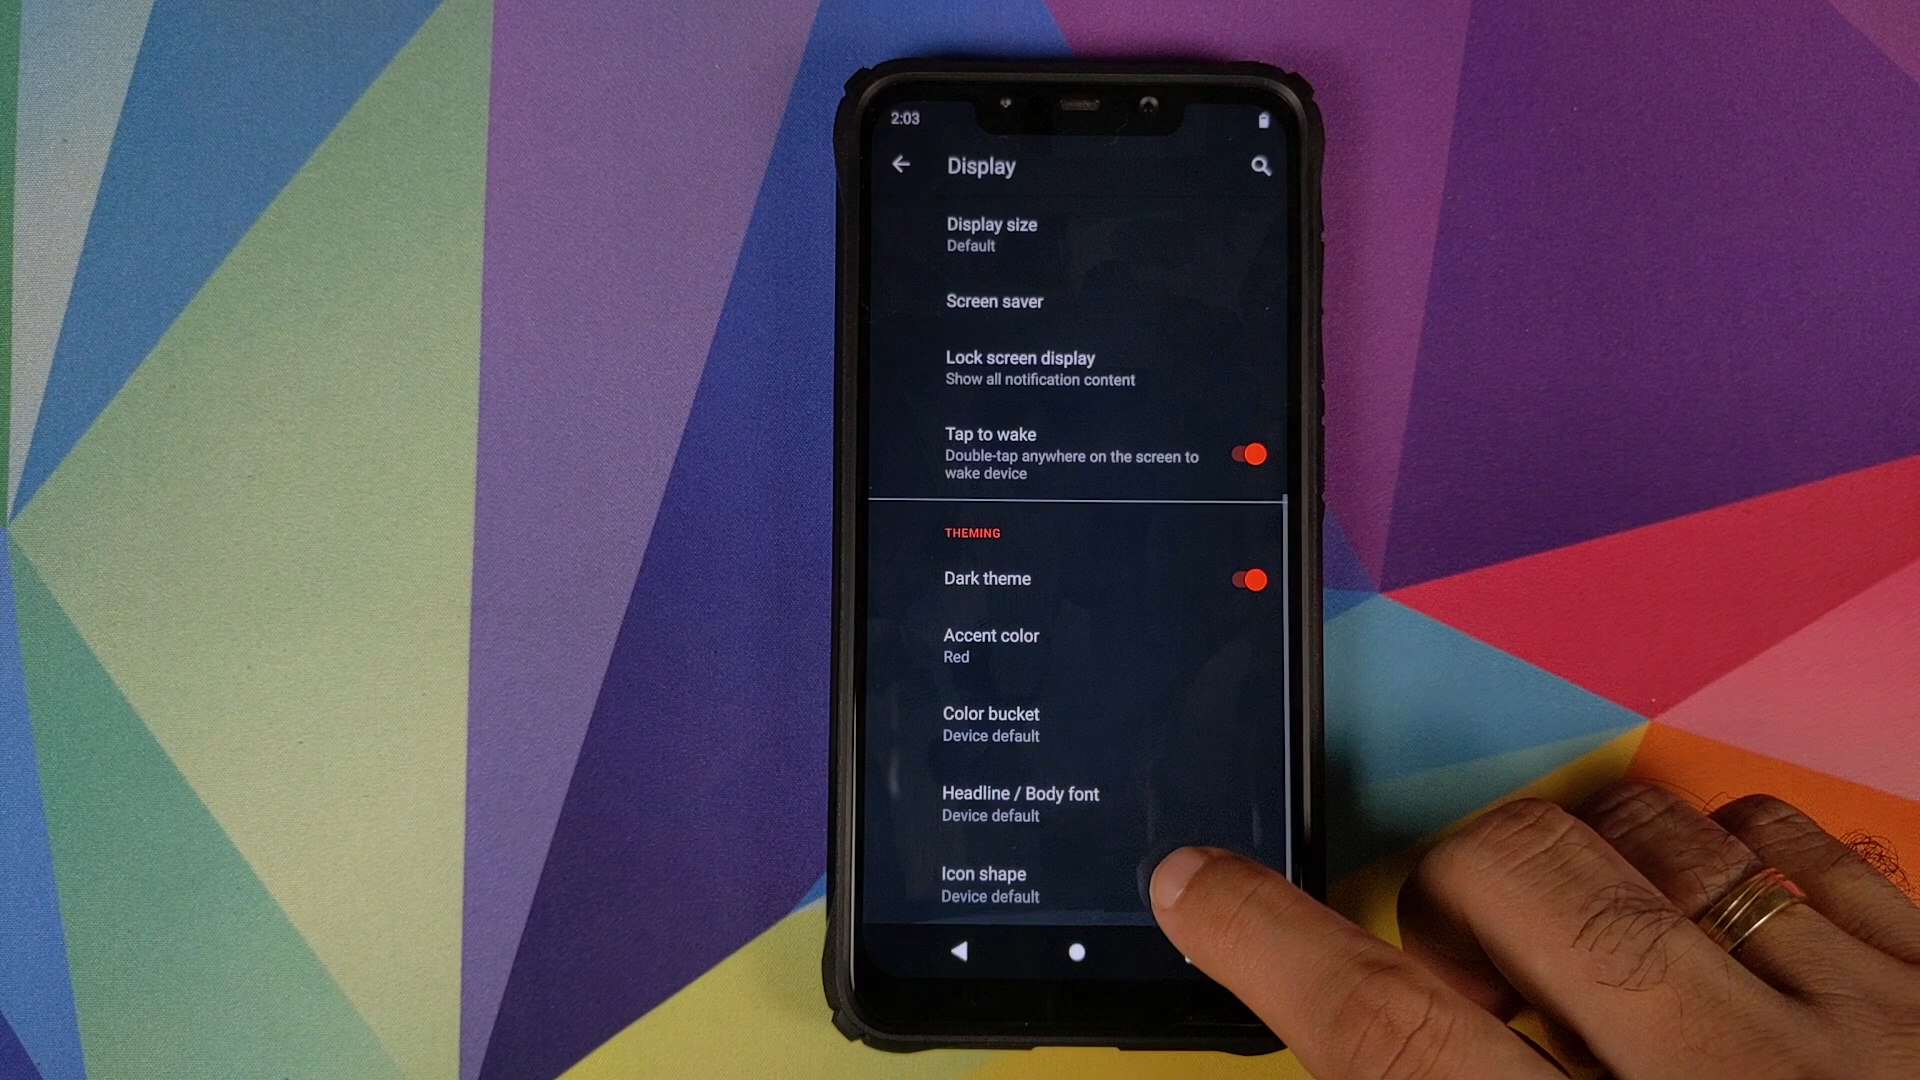 2:03
Display
Display size
Default
Screen saver
Lock screen display
Show all notification content
Tap to wake
Double-tap anywhere on the screen to
wake device
THEMING
Dark theme
Accent color
Red
Color bucket
Device default
Headline / Body font
Device default
Icon shape
Device default